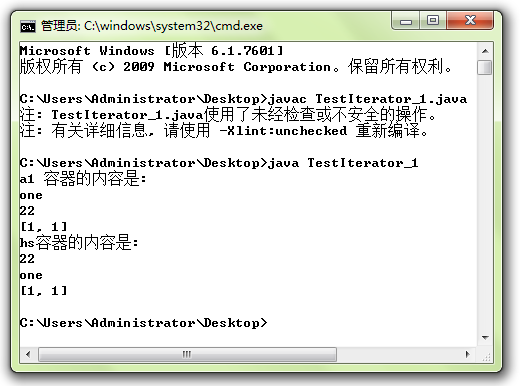 管理员: C:\windows\system32\cmd.exe
Microsoft Windows [版本 6.1.7601]
版权所有 (c) 2009 Microsoft Corporation。保留所有权利。
C:\Users\Administrator\Desktop>javac TestIterator_1.java
注: TestIterator_1.java使用了未经检查或不安全的操作。
注: 有关详细信息, 请使用 -Xlint:unchecked 重新编译。
C:\Users\Administrator\Desktop>java TestIterator_1
a1 容器的内容是:
one
22
[1, 1]
hs容器的内容是:
22
one
[1, 1]
C:\Users\Administrator\Desktop>